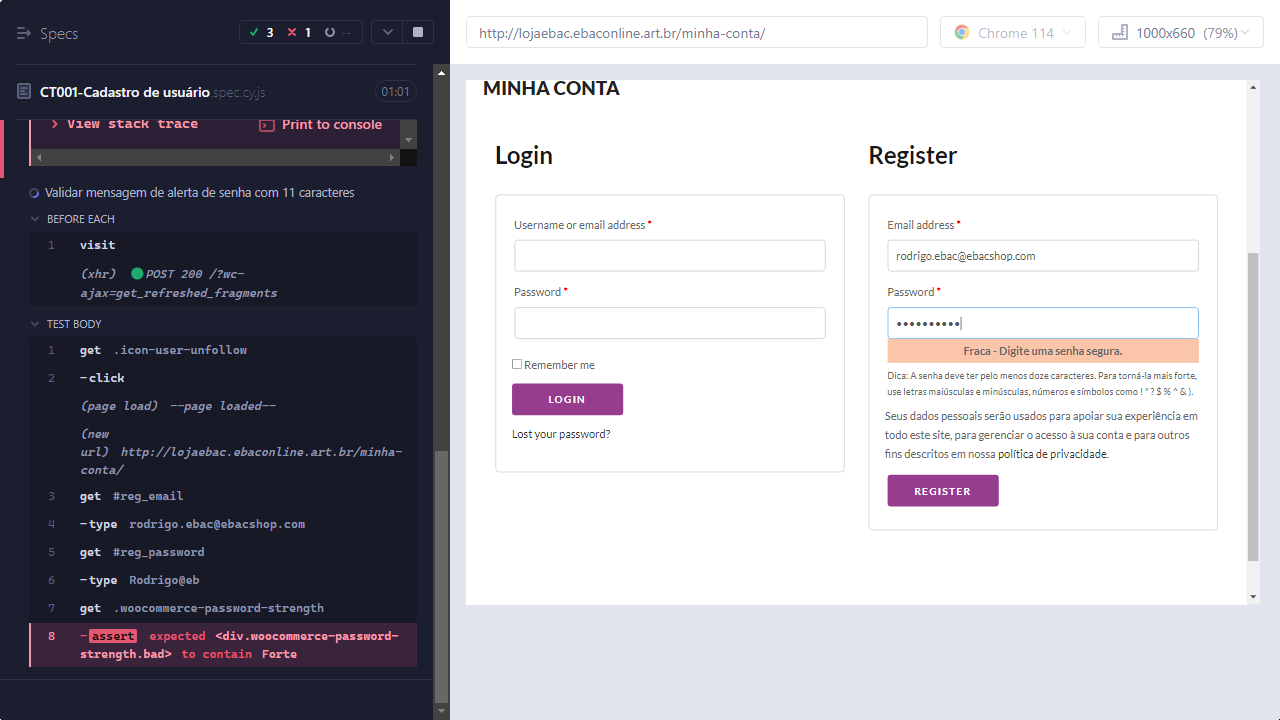 Specs
3
1
--
CT001-Cadastro de usuário.spec.cy.js
01:01
View stack trace
Print to console
Validar mensagem de alerta de senha com 11 caracteres
BEFORE EACH
1 visit
(xhr) POST 200 /?wc-
ajax=get_refreshed_fragments
TEST BODY
1 get .icon-user-unfollow
2 -click
(page load) --page loaded--
(new
url) http://lojaebac.ebaconline.art.br/minha-
conta/
3 get #reg_email
4 -type rodrigo.ebac@ebacshop.com
5 get #reg_password
6 -type Rodrigo@eb
7 get .woocommerce-password-strength
8 -assert expected <div.woocommerce-password-
strength.bad> to contain Forte
http://lojaebac.ebaconline.art.br/minha-conta/
Chrome 114
1000x660 (79%)
MINHA CONTA
Login
Username or email address *
Password *
Remember me
LOGIN
Lost your password?
Register
Email address *
rodrigo.ebac@ebacshop.com
Password *
••••••••••
Fraca - Digite uma senha segura.
Dica: A senha deve ter pelo menos doze caracteres. Para torná-la mais forte,
use letras maiúsculas e minúsculas, números e símbolos como ! " ? $ % ^ & ).
Seus dados pessoais serão usados para apoiar sua experiência em
todo este site, para gerenciar o acesso à sua conta e para outros
fins descritos em nossa política de privacidade.
REGISTER